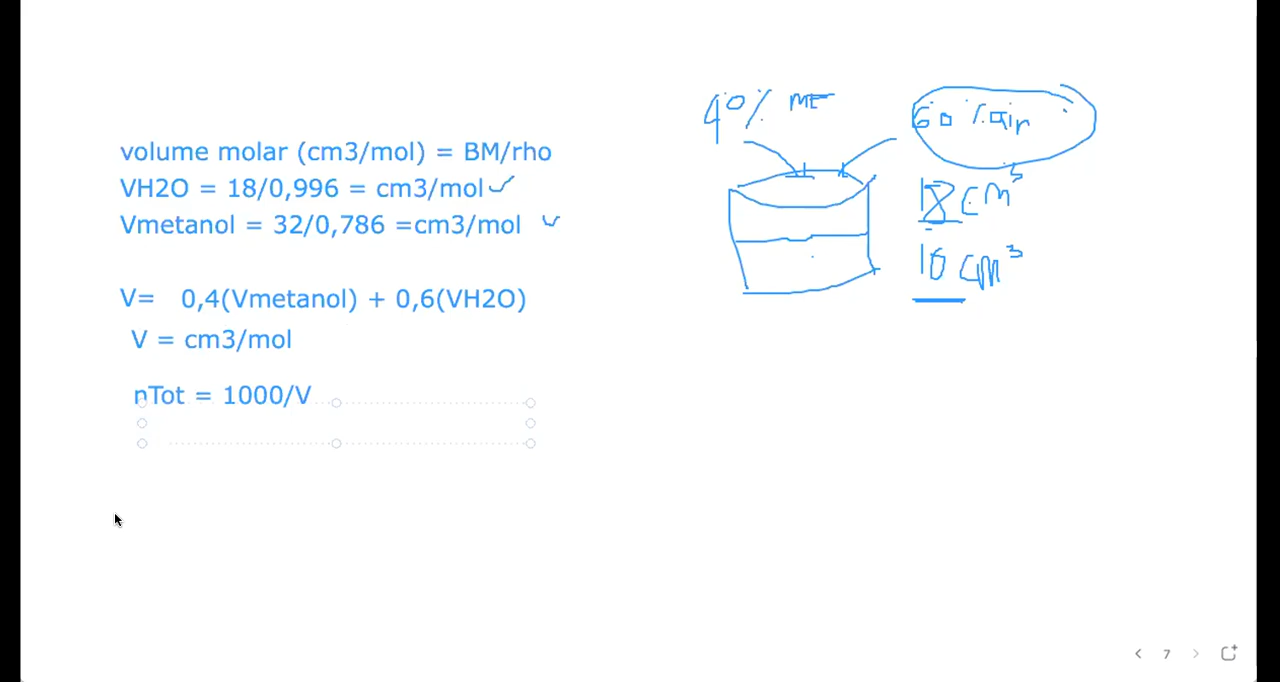 volume molar (cm3/mol) = BM/rho
VH2O = 18/0,996 = cm3/mol
Vmetanol = 32/0,786 =cm3/mol
V= 0,4(Vmetanol) + 0,6(VH2O)
V = cm3/mol
nTot = 1000/V
40% ME
60 % air
18 cm3
10 cm3
7